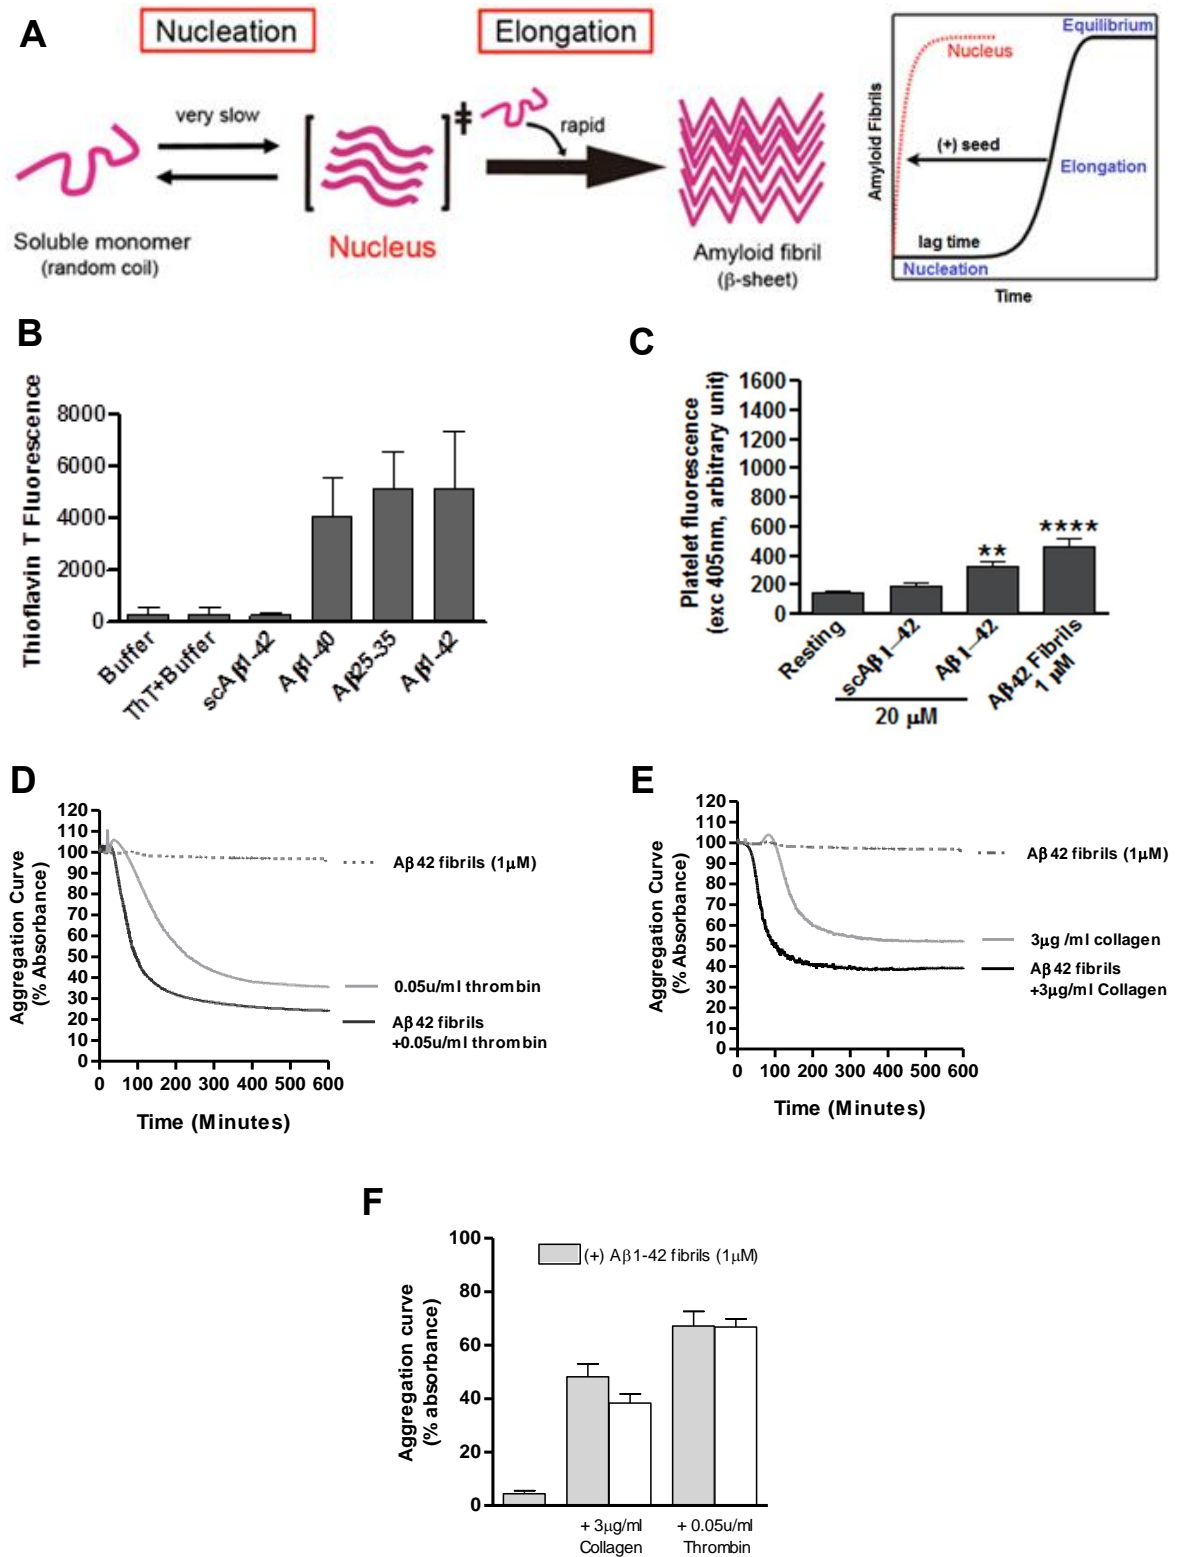 A
Nucleation
Elongation
very slow
[
]
‡
rapid
Soluble monomer
(random coil)
Nucleus
Amyloid fibril
(β-sheet)
Amyloid Fibrils
Equilibrium
Nucleus
(+) seed
Elongation
lag time
Nucleation
Time
B
Thioflavin T Fluorescence
8000
6000
4000
2000
0
Buffer
ThT+Buffer
scAβ1-42
Aβ1-40
Aβ25-35
Aβ1-42
C
Platelet fluorescence
(exc 405nm, arbitrary unit)
1600
1400
1200
1000
800
600
400
200
0
**
****
Resting
scAβ1–42
Aβ1–42
Aβ42 Fibrils
1 μM
20 μM
D
Aggregation Curve
(% Absorbance)
120
110
100
90
80
70
60
50
40
30
20
10
0
0 100 200 300 400 500 600
Time (Minutes)
Aβ42 fibrils (1μM)
0.05u/ml thrombin
Aβ42 fibrils
+0.05u/ml thrombin
E
Aggregation Curve
(% Absorbance)
120
110
100
90
80
70
60
50
40
30
20
10
0
0 100 200 300 400 500 600
Time (Minutes)
Aβ42 fibrils (1μM)
3μg /ml collagen
Aβ42 fibrils
+3μg/ml Collagen
F
Aggregation curve
(% absorbance)
100
80
60
40
20
0
(+) Aβ1-42 fibrils (1μM)
+ 3μg/ml
Collagen
+ 0.05u/ml
Thrombin